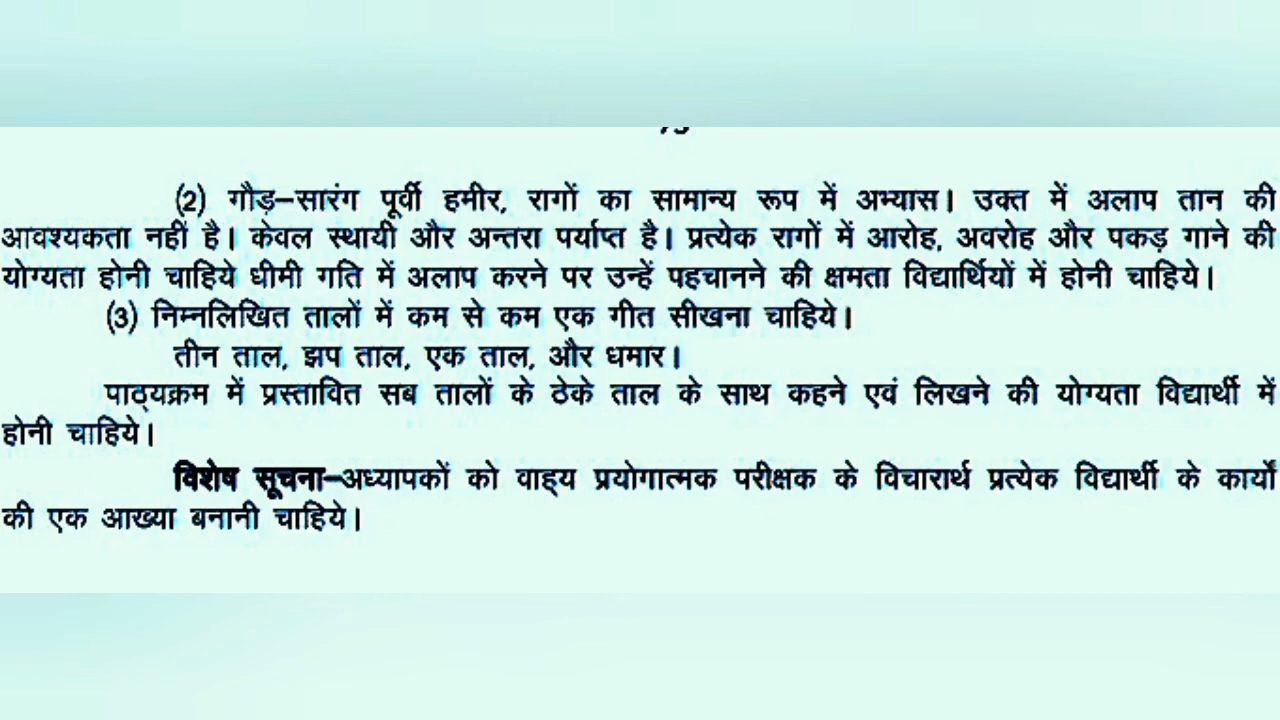 (2) गौड़–सारंग पूर्वी हमीर, रागों का सामान्य रूप में अभ्यास। उक्त में अलाप तान की
आवश्यकता नहीं है। केवल स्थायी और अन्तरा पर्याप्त है। प्रत्येक रागों में आरोह, अवरोह और पकड़ गाने की
योग्यता होनी चाहिये धीमी गति में अलाप करने पर उन्हें पहचानने की क्षमता विद्यार्थियों में होनी चाहिये।
(3) निम्नलिखित तालों में कम से कम एक गीत सीखना चाहिये।
तीन ताल, झप ताल, एक ताल, और धमार।
पाठ्यक्रम में प्रस्तावित सब तालों के ठेके ताल के साथ कहने एवं लिखने की योग्यता विद्यार्थी में
होनी चाहिये।
विशेष सूचना–अध्यापकों को वाह्य प्रयोगात्मक परीक्षक के विचारार्थ प्रत्येक विद्यार्थी के कार्यों
की एक आख्या बनानी चाहिये।